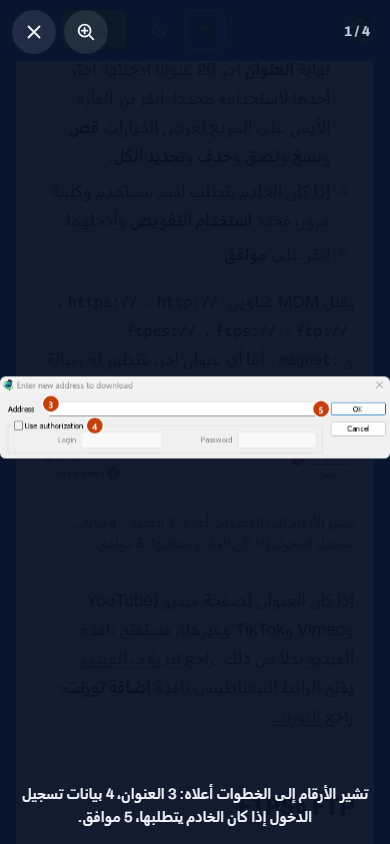 1 / 4
نهاية العنوان آخر 20 عنوانا أدخلتها؛ اختر
أحدها لاستخدامه مجددا. انقر بزر الفأرة
الأيمن على المربع لعرض الخيارات قص
ونسخ ولصق وحذف وتحديد الكل.
4. إذا كان الخادم يتطلب اسم مستخدم وكلمة
مرور، فحدد استخدام التفويض وأدخلهما.
5. انقر على موافق.
يقبل MDM عناوين http://‎ ، https://‎ ،
ftp://‎ ، ftps://‎ ، ftpes://‎
و magnet:‎ . أما أي عنوان آخر، فتظهر له رسالة
Enter new address to download
Address 3 5 OK
Use authorization 4 Cancel
Login Password
تشير الأرقام إلى الخطوات أعلاه: 3 العنوان، 4 بيانات
تسجيل الدخول إذا كان الخادم يتطلبها، 5 موافق.
إذا كان العنوان لصفحة فيديو (YouTube
وVimeo وTikTok وغيرها)، فستفتح نافذة
الفيديو بدلا من ذلك. راجع تنزيلات الفيديو.
يفتح الرابط المغناطيسي نافذة إضافة تورنت؛
راجع التورنت.
تشير الأرقام إلى الخطوات أعلاه: 3 العنوان، 4 بيانات تسجيل
الدخول إذا كان الخادم يتطلبها، 5 موافق.